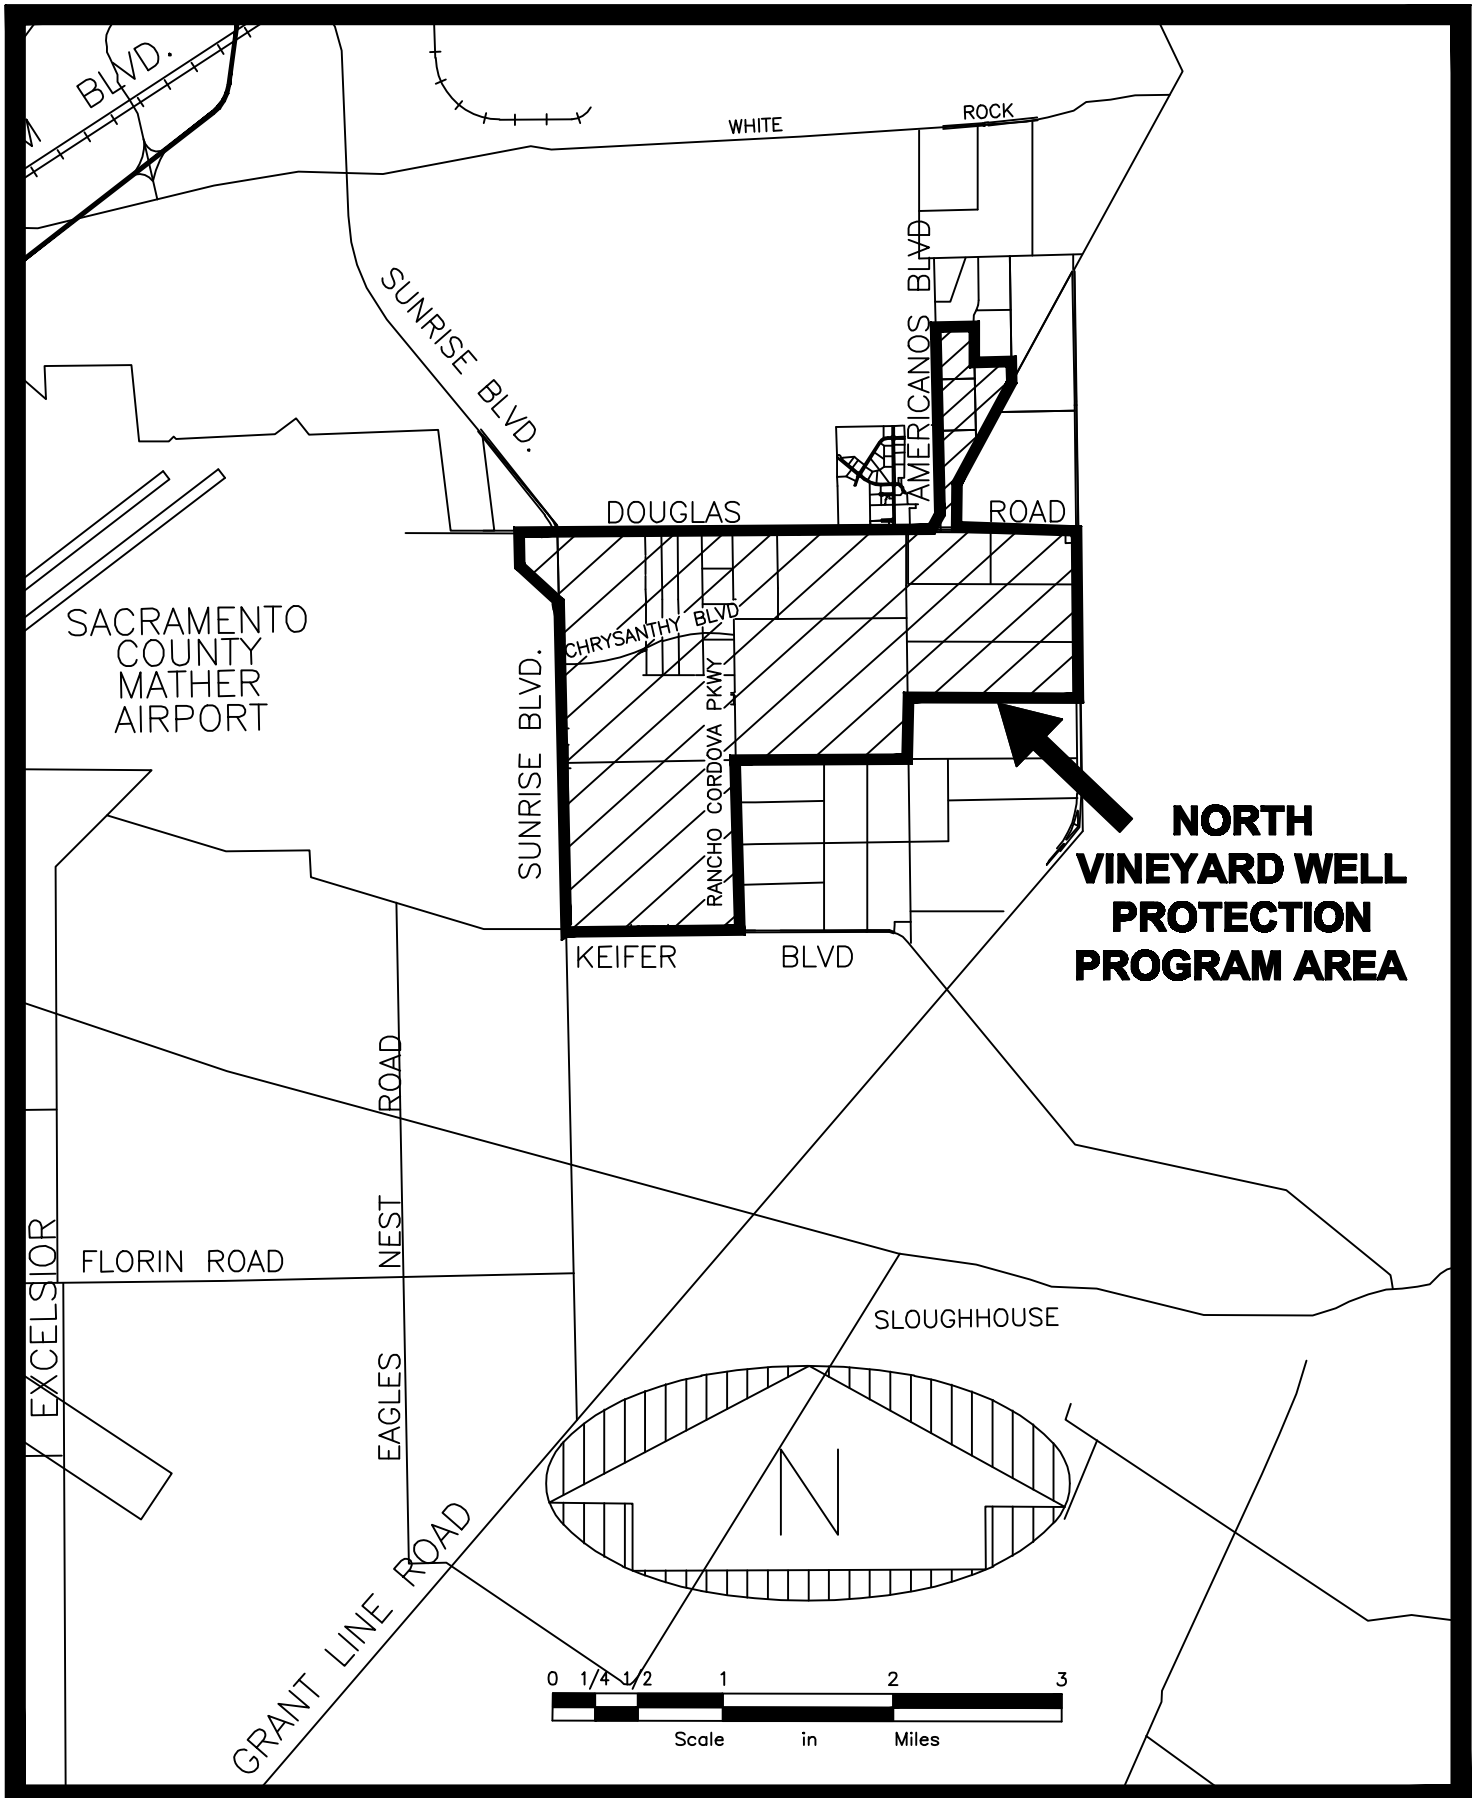 M BLVD.
WHITE ROCK
SUNRISE BLVD.
AMERICANOS BLVD
DOUGLAS ROAD
SACRAMENTO
COUNTY
MATHER
AIRPORT
CHRYSANTHY BLVD
SUNRISE BLVD.
RANCHO CORDOVA PKWY
NORTH
VINEYARD WELL
PROTECTION
PROGRAM AREA
KEIFER BLVD
EAGLES NEST ROAD
EXCELSIOR
FLORIN ROAD
SLOUGHHOUSE
N
GRANT LINE ROAD
0 1/4 1/2 1 2 3
Scale in Miles